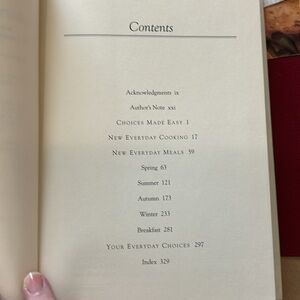 Contents
Acknowledgments ix
Author's Note xxi
CHOICES MADE EASY 1
NEW EVERYDAY COOKING 17
NEW EVERYDAY MEALS 59
Spring 63
Summer 121
Autumn 173
Winter 233
Breakfast 281
YOUR EVERYDAY CHOICES 297
Index 329